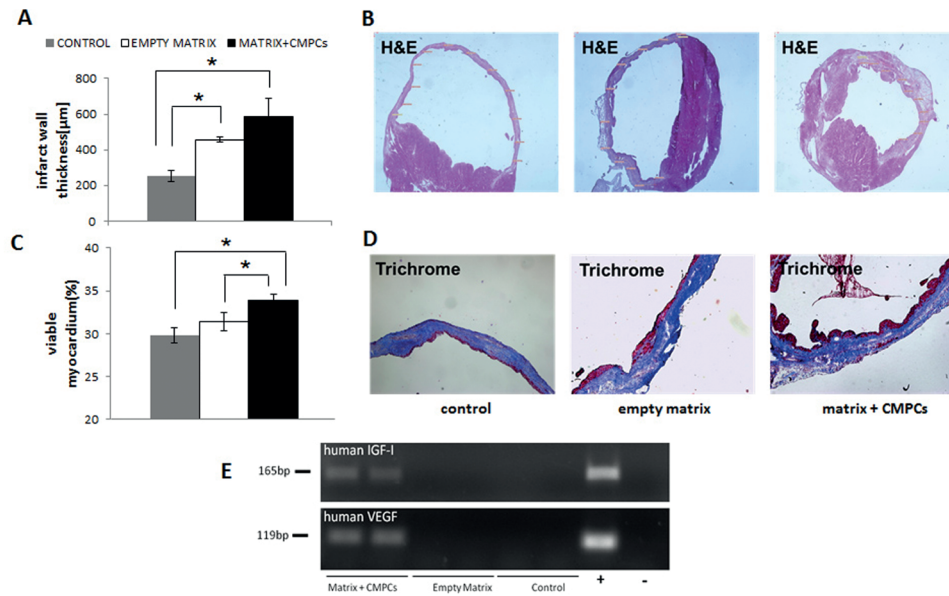 A
CONTROL EMPTY MATRIX MATRIX+CMPCs
infarct wall
thickness[µm]
800
600
400
200
0
*
*
B
H&E
H&E
H&E
C
viable
myocardium(%)
40
35
30
25
20
*
*
D
Trichrome
Trichrome
Trichrome
control
empty matrix
matrix + CMPCs
E
human IGF-I
165bp
human VEGF
119bp
Matrix + CMPCs Empty Matrix Control + -